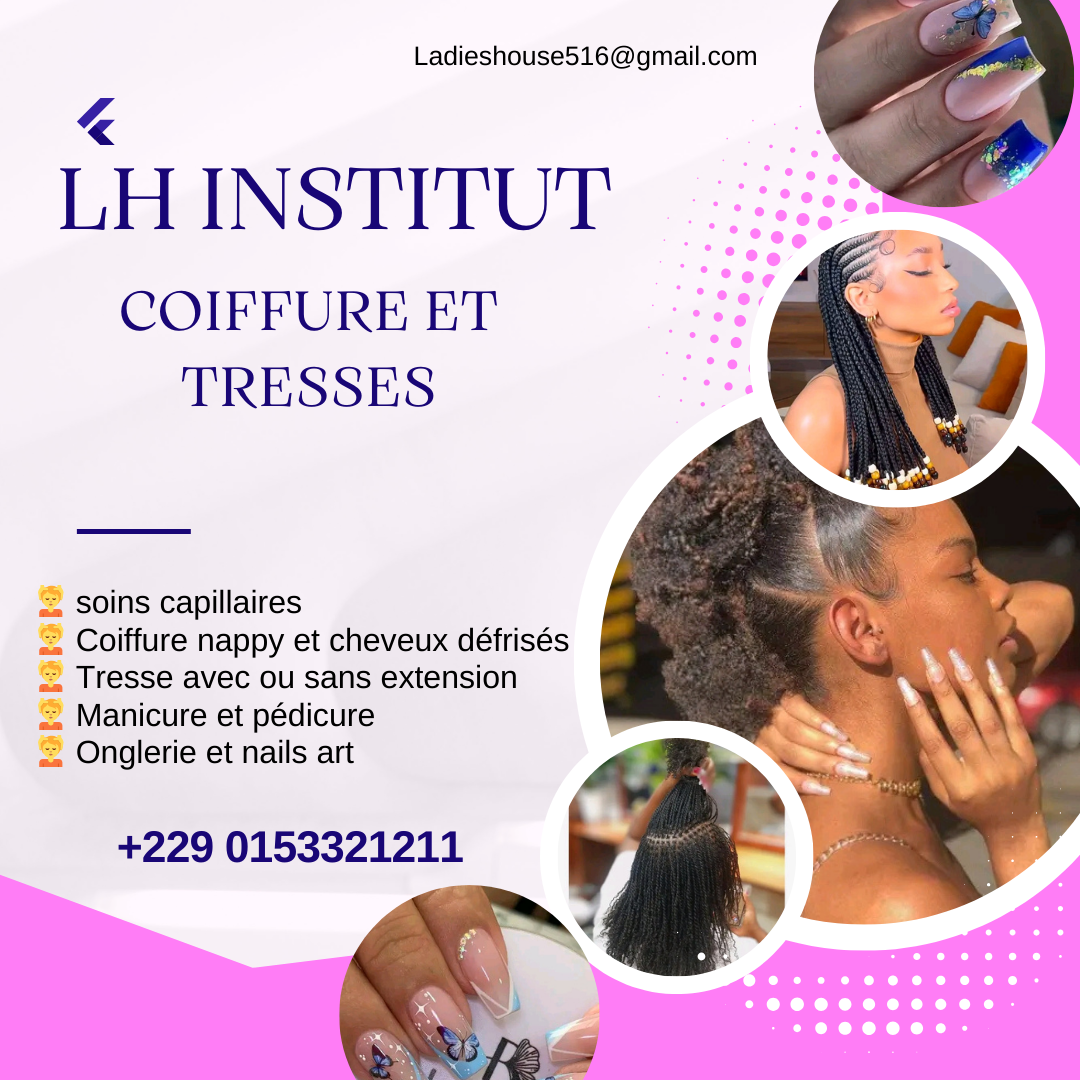 Ladieshouse516@gmail.com
LH INSTITUT
COIFFURE ET
TRESSES
soins capillaires
Coiffure nappy et cheveux défrisés
Tresse avec ou sans extension
Manicure et pédicure
Onglerie et nails art
+229 0153321211